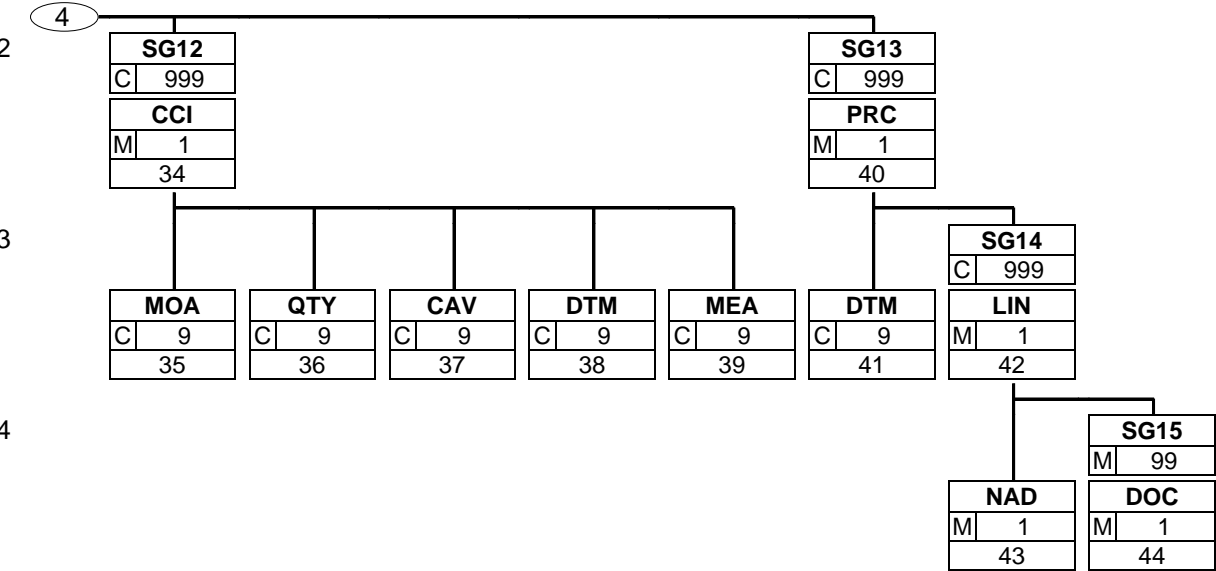 4
2
SG12
C 999
CCI
M 1
34
SG13
C 999
PRC
M 1
40
3
SG14
C 999
MOA
C 9
35
QTY
C 9
36
CAV
C 9
37
DTM
C 9
38
MEA
C 9
39
DTM
C 9
41
LIN
M 1
42
4
SG15
M 99
NAD
M 1
43
DOC
M 1
44